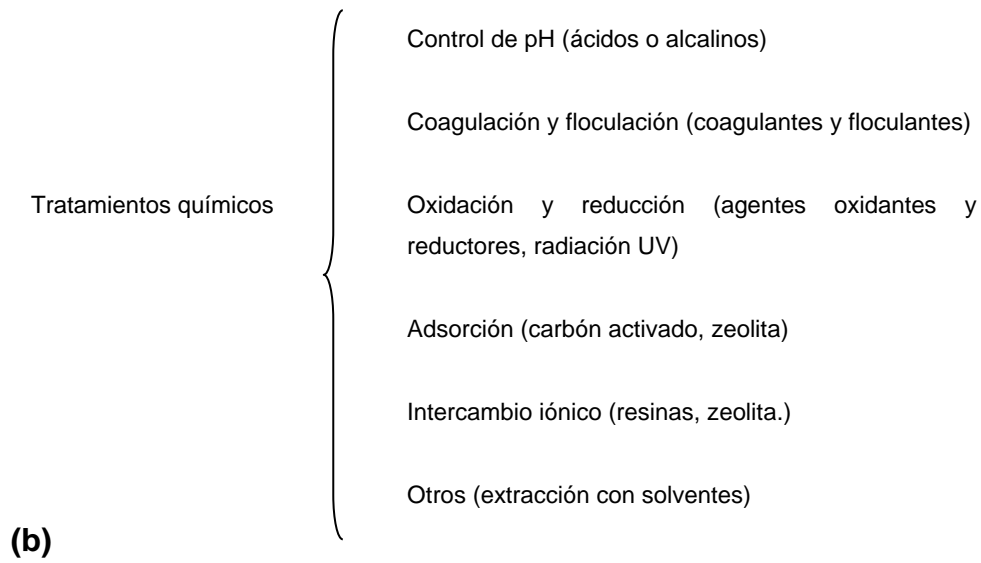 Control de pH (ácidos o alcalinos)
Coagulación y floculación (coagulantes y floculantes)
Tratamientos químicos
Oxidación y reducción (agentes oxidantes y
reductores, radiación UV)
Adsorción (carbón activado, zeolita)
Intercambio iónico (resinas, zeolita.)
Otros (extracción con solventes)
(b)